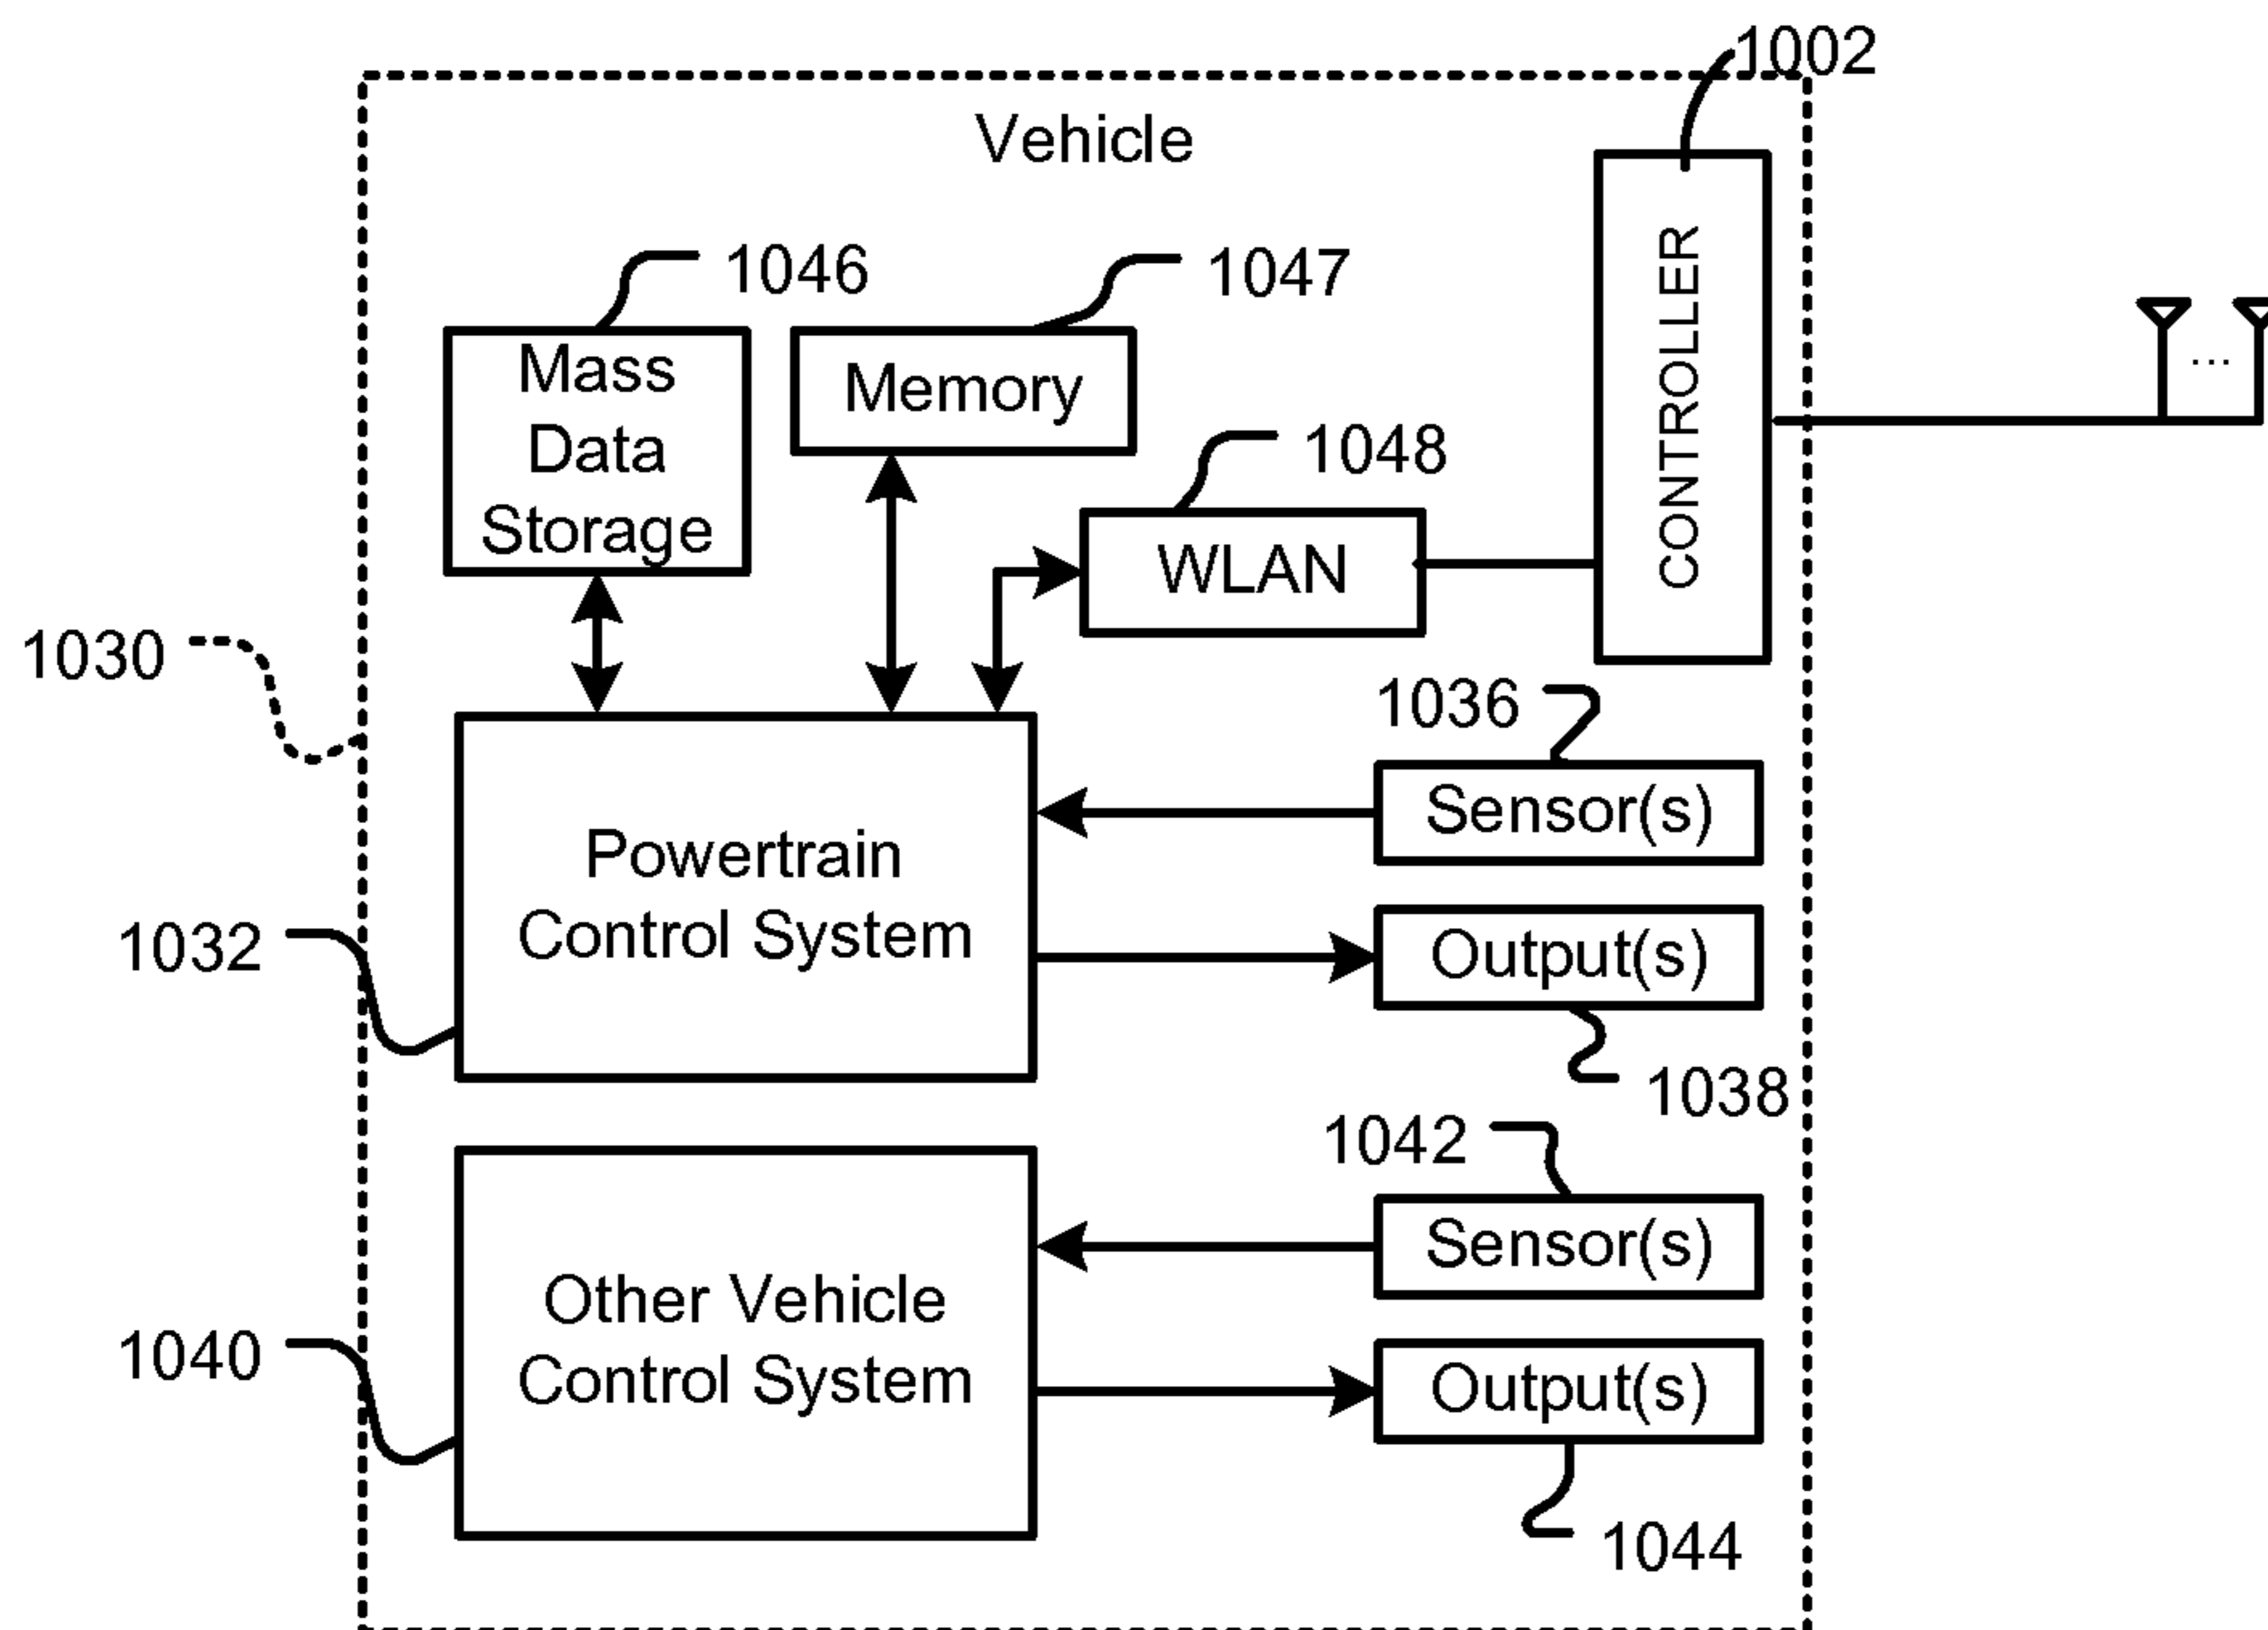 1002
Vehicle
CONTROLLER
1046
1047
Mass
Data
Storage
Memory
...
1048
WLAN
1030
1036
Sensor(s)
Powertrain
Control System
1032
Output(s)
1038
1042
Sensor(s)
Other Vehicle
Control System
1040
Output(s)
1044